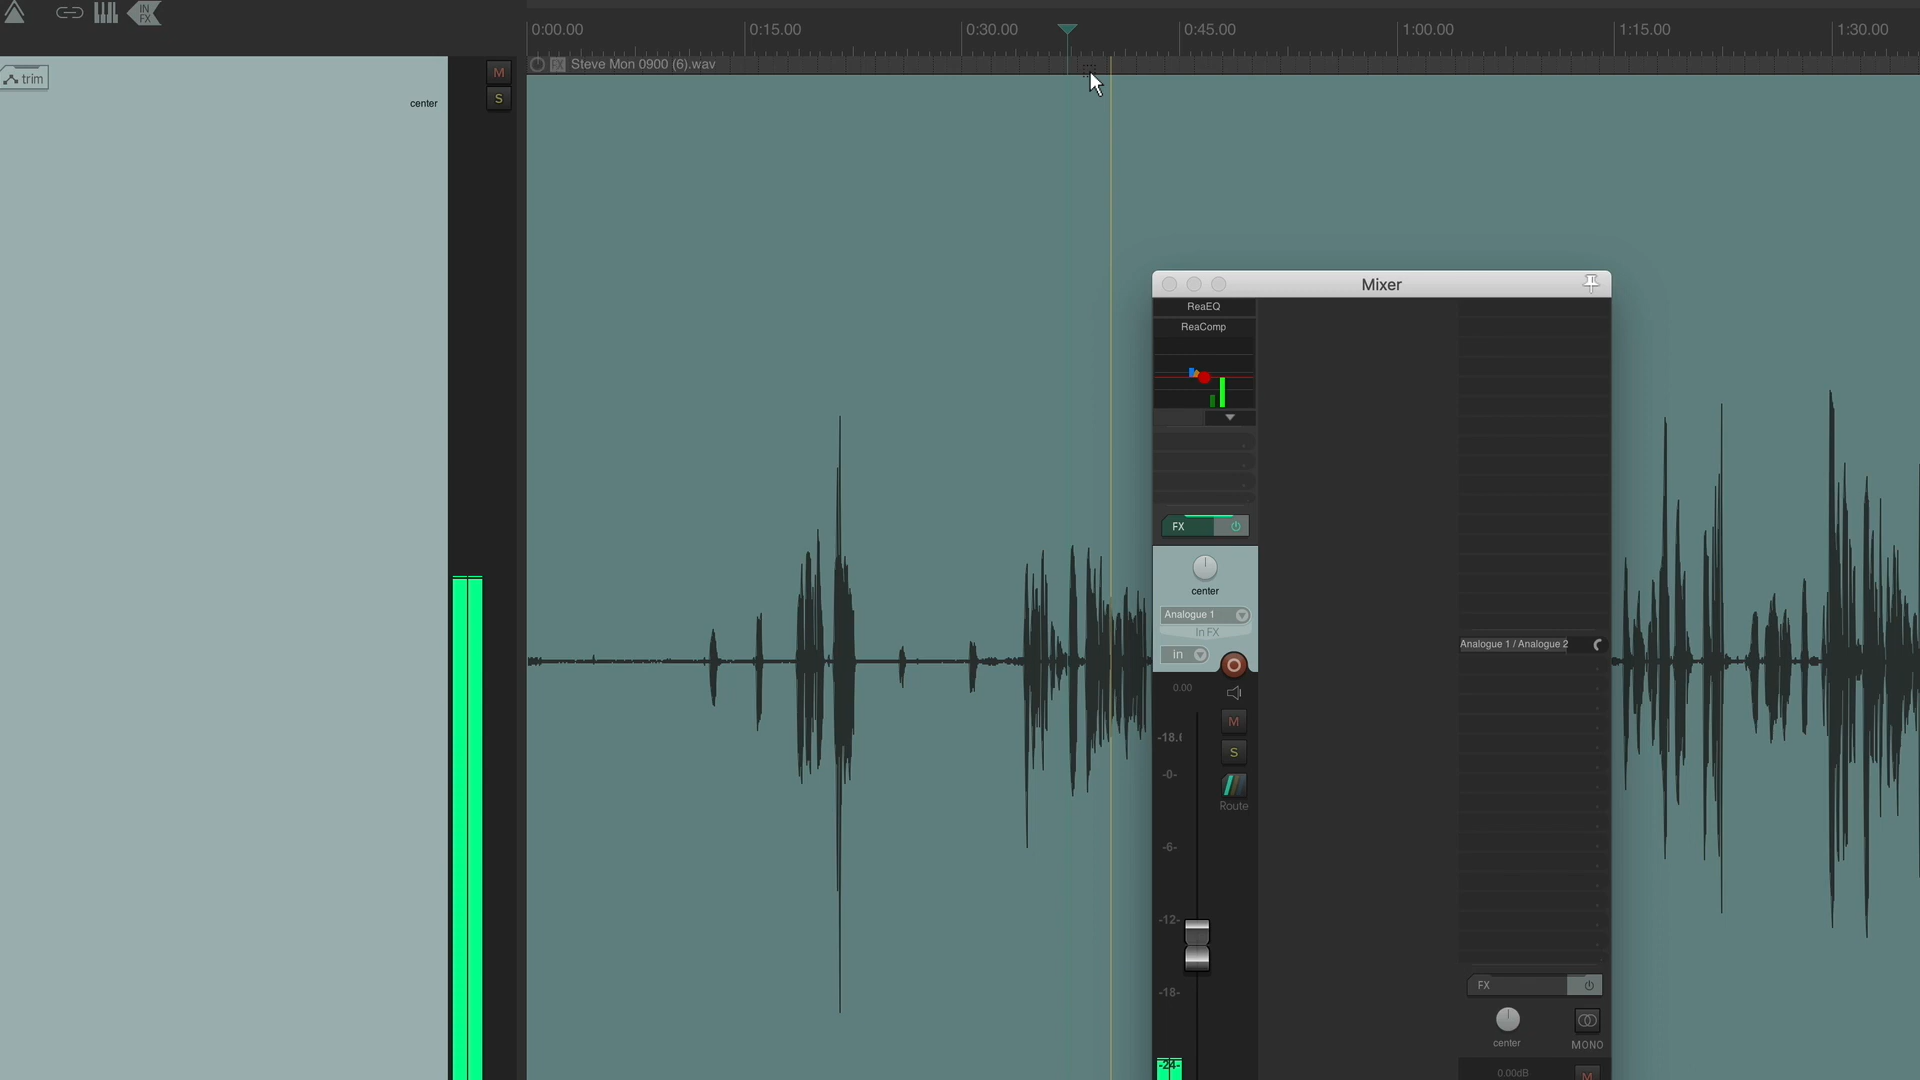 IN
FX
0:00.00 0:15.00 0:30.00 0:45.00 1:00.00 1:15.00 1:30.00
FX Steve Mon 0900 (6).wav
trim
M
center
S
Mixer
ReaEQ
ReaComp
FX
center
Analogue 1
In FX
in
Analogue 1 / Analogue 2
0.00
M
-0-
S
Route
-6-
-12-
-18-
FX
center
MONO
-24-
0.00dB
M